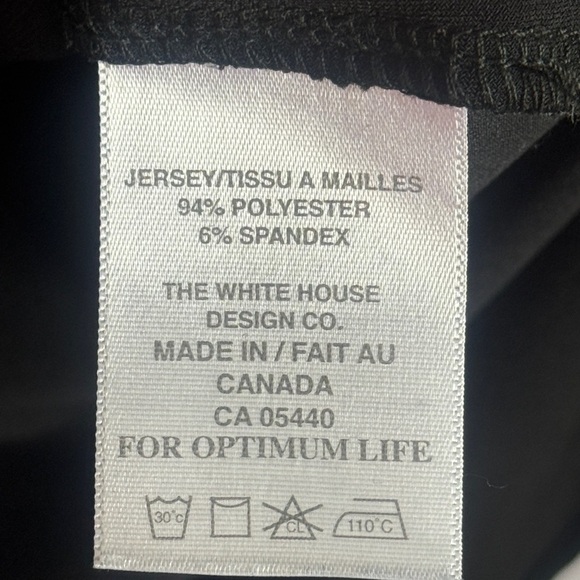 JERSEY/TISSU A MAILLES
94% POLYESTER
6% SPANDEX
THE WHITE HOUSE
DESIGN CO.
MADE IN / FAIT AU
CANADA
CA 05440
FOR OPTIMUM LIFE
30°C CL 110°C